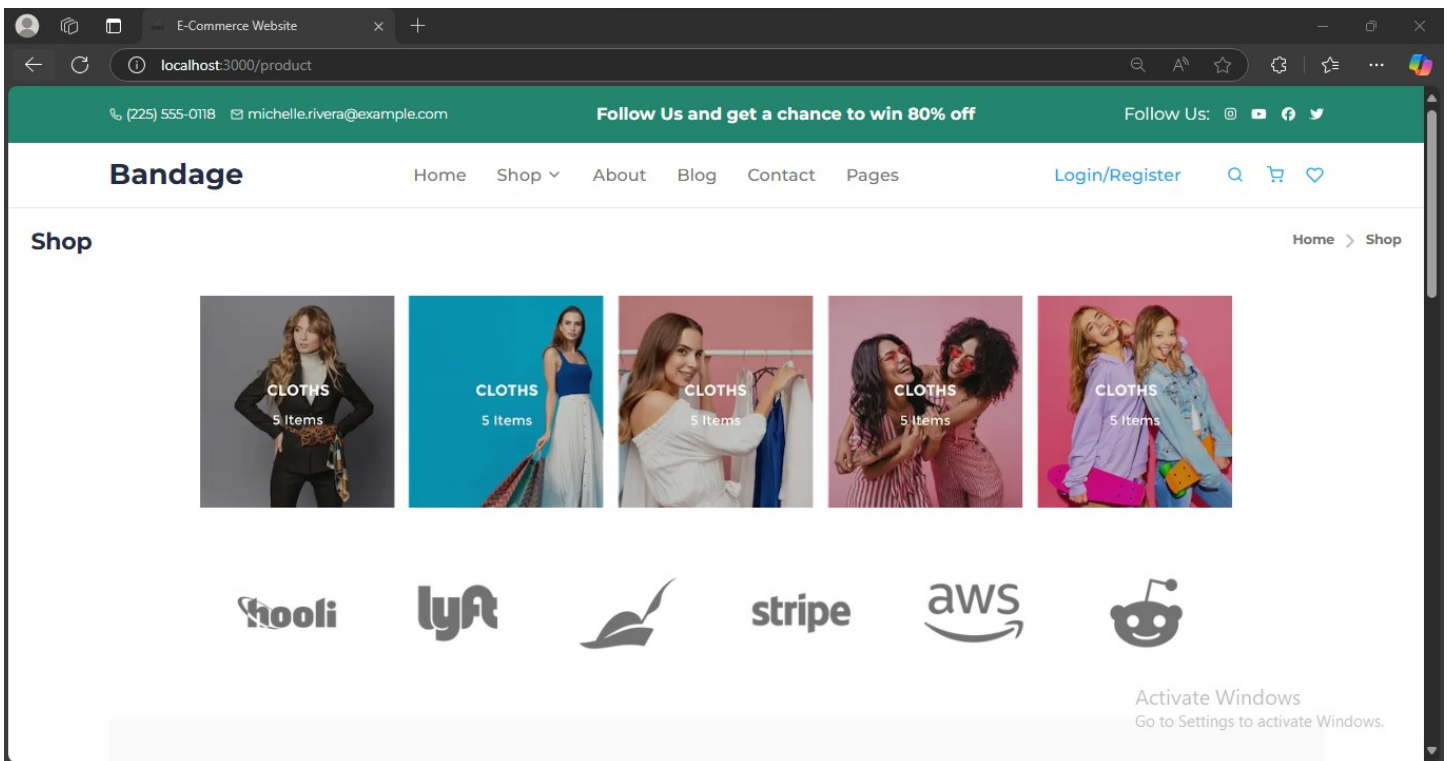 E-Commerce Website
localhost:3000/product
(225) 555-0118 michelle.rivera@example.com Follow Us and get a chance to win 80% off Follow Us:
Bandage Home Shop About Blog Contact Pages Login/Register
Shop Home Shop
CLOTHS CLOTHS CLOTHS CLOTHS CLOTHS
5 Items 5 Items 5 Items 5 Items 5 Items
hooli lyft stripe aws
Activate Windows
Go to Settings to activate Windows.